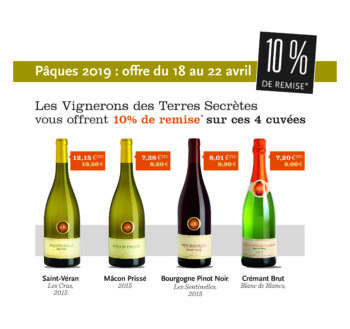 Pâques 2019 : offre du 18 au 22 avril
10 %
DE REMISE*
Les Vignerons des Terres Secrètes
vous offrent 10% de remise* sur ces 4 cuvées
12,15 €TTC
13,50 €
7,38 €TTC
8,20 €
8,01 €TTC
8,90 €
7,20 €TTC
8,00 €
Saint-Véran
Les Cras,
2015
Mâcon Prissé
2015
Bourgogne Pinot Noir,
Les Sentinelles,
2015
Crémant Brut
Blanc de Blancs,